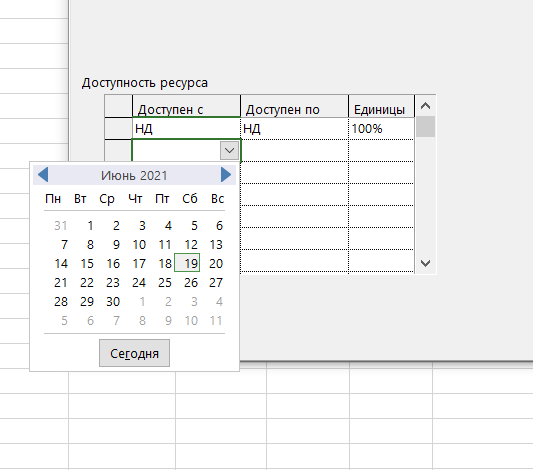 Доступность ресурса
Доступен с Доступен по Единицы
НД НД 100%
Июнь 2021
Пн Вт Ср Чт Пт Сб Вс
31 1 2 3 4 5 6
7 8 9 10 11 12 13
14 15 16 17 18 19 20
21 22 23 24 25 26 27
28 29 30 1 2 3 4
5 6 7 8 9 10 11
Сегодня